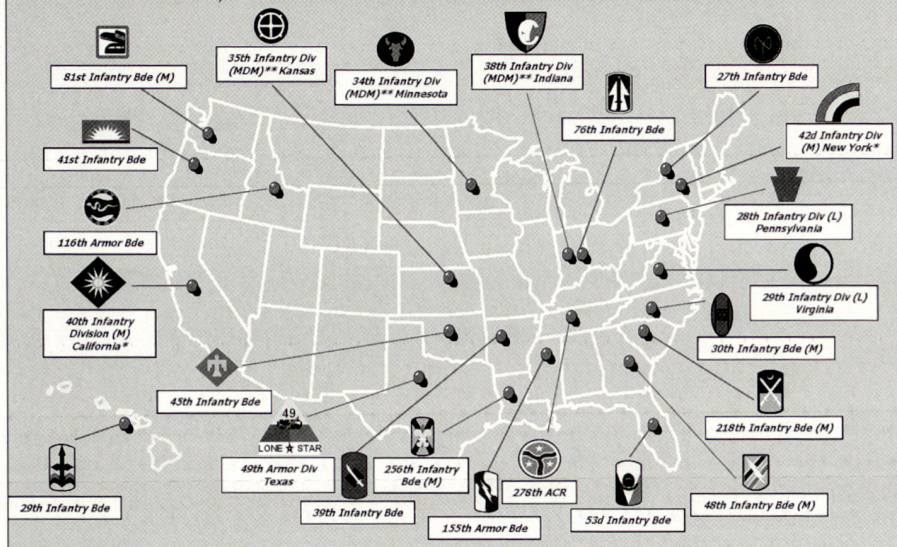 81st Infantry Bde (M)
35th Infantry Div
(MDM)** Kansas
34th Infantry Div
(MDM)** Minnesota
38th Infantry Div
(MDM)** Indiana
27th Infantry Bde
76th Infantry Bde
42d Infantry Div
(M) New York*
41st Infantry Bde
28th Infantry Div (L)
Pennsylvania
116th Armor Bde
29th Infantry Div (L)
Virginia
40th Infantry
Division (M)
California*
30th Infantry Bde (M)
45th Infantry Bde
218th Infantry Bde (M)
49
LONE STAR
49th Armor Div
Texas
256th Infantry
Bde (M)
278th ACR
29th Infantry Bde
39th Infantry Bde
155th Armor Bde
53d Infantry Bde
48th Infantry Bde (M)